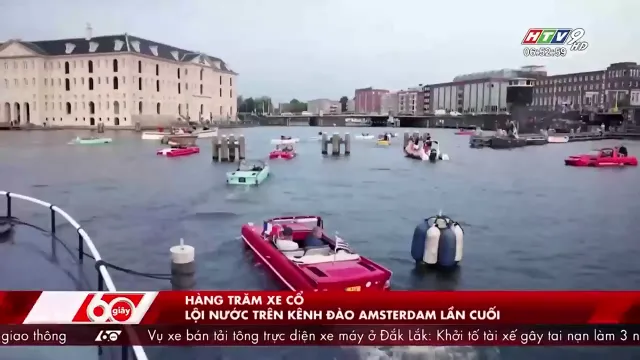 HTV9 HD
06:52:59
HÀNG TRĂM XE CỔ
LỘI NƯỚC TRÊN KÊNH ĐÀO AMSTERDAM LẦN CUỐI
60 giây
giao thông 60 Vụ xe bán tải tông trực diện xe máy ở Đắk Lắk: Khởi tố tài xế gây tai nạn làm 3 n